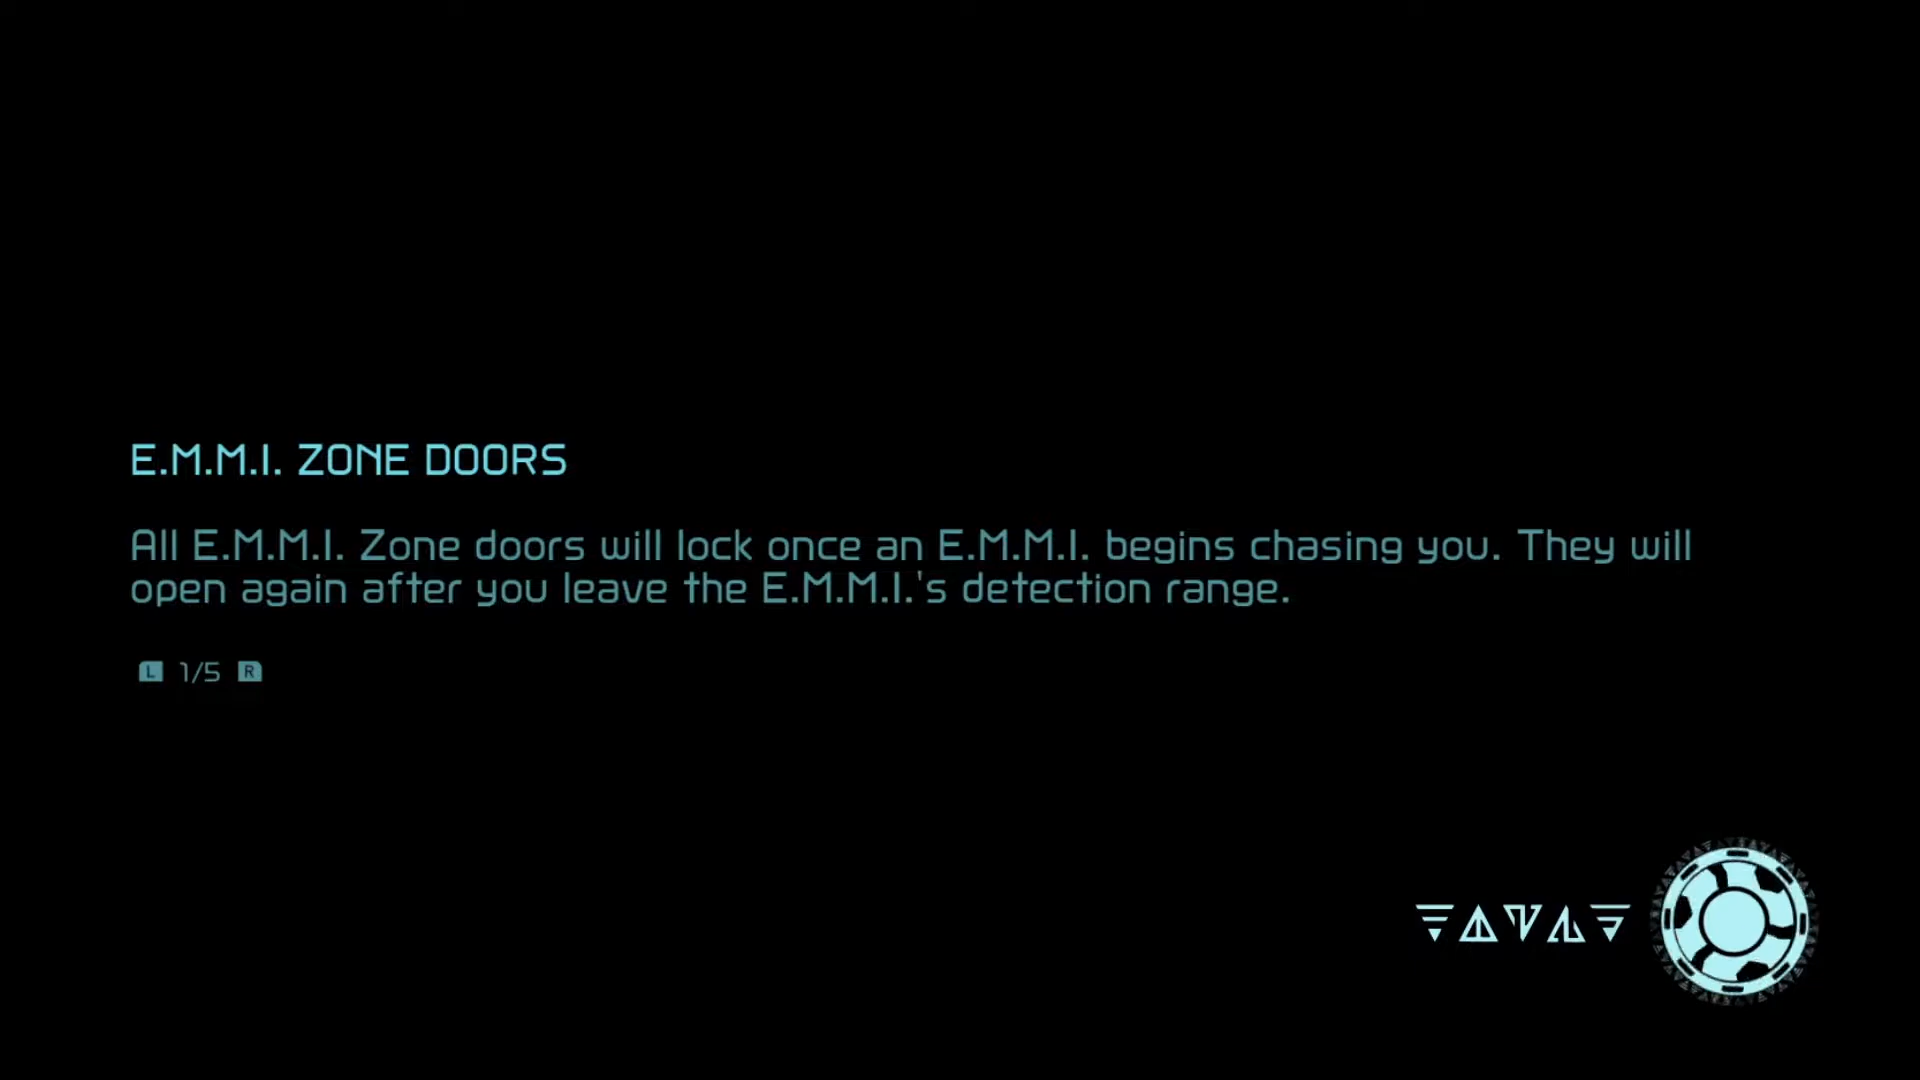 E.M.M.I. ZONE DOORS
All E.M.M.I. Zone doors will lock once an E.M.M.I. begins chasing you. They will
open again after you leave the E.M.M.I.'s detection range.
L 1/5 R